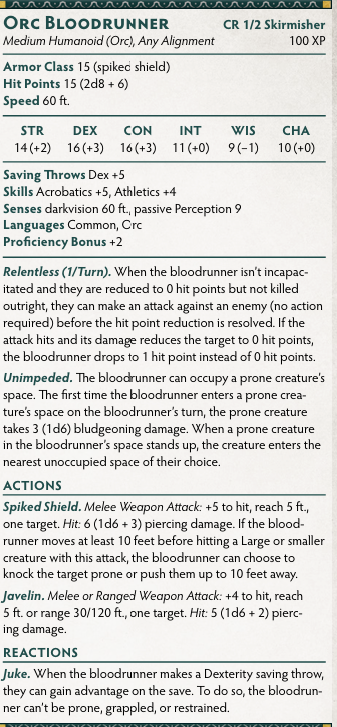 Orc Bloodrunner CR 1/2 Skirmisher
Medium Humanoid (Orc), Any Alignment 100 XP
Armor Class 15 (spiked shield)
Hit Points 15 (2d8 + 6)
Speed 60 ft.
STR DEX CON INT WIS CHA
14 (+2) 16 (+3) 16 (+3) 11 (+0) 9 (−1) 10 (+0)
Saving Throws Dex +5
Skills Acrobatics +5, Athletics +4
Senses darkvision 60 ft., passive Perception 9
Languages Common, Orc
Proficiency Bonus +2
Relentless (1/Turn). When the bloodrunner isn't incapac-
itated and they are reduced to 0 hit points but not killed
outright, they can make an attack against an enemy (no action
required) before the hit point reduction is resolved. If the
attack hits and its damage reduces the target to 0 hit points,
the bloodrunner drops to 1 hit point instead of 0 hit points.
Unimpeded. The bloodrunner can occupy a prone creature's
space. The first time the bloodrunner enters a prone crea-
ture's space on the bloodrunner's turn, the prone creature
takes 3 (1d6) bludgeoning damage. When a prone creature
in the bloodrunner's space stands up, the creature enters the
nearest unoccupied space of their choice.
Actions
Spiked Shield. Melee Weapon Attack: +5 to hit, reach 5 ft.,
one target. Hit: 6 (1d6 + 3) piercing damage. If the blood-
runner moves at least 10 feet before hitting a Large or smaller
creature with this attack, the bloodrunner can choose to
knock the target prone or push them up to 10 feet away.
Javelin. Melee or Ranged Weapon Attack: +4 to hit, reach
5 ft. or range 30/120 ft., one target. Hit: 5 (1d6 + 2) pierc-
ing damage.
Reactions
Juke. When the bloodrunner makes a Dexterity saving throw,
they can gain advantage on the save. To do so, the bloodrun-
ner can't be prone, grappled, or restrained.